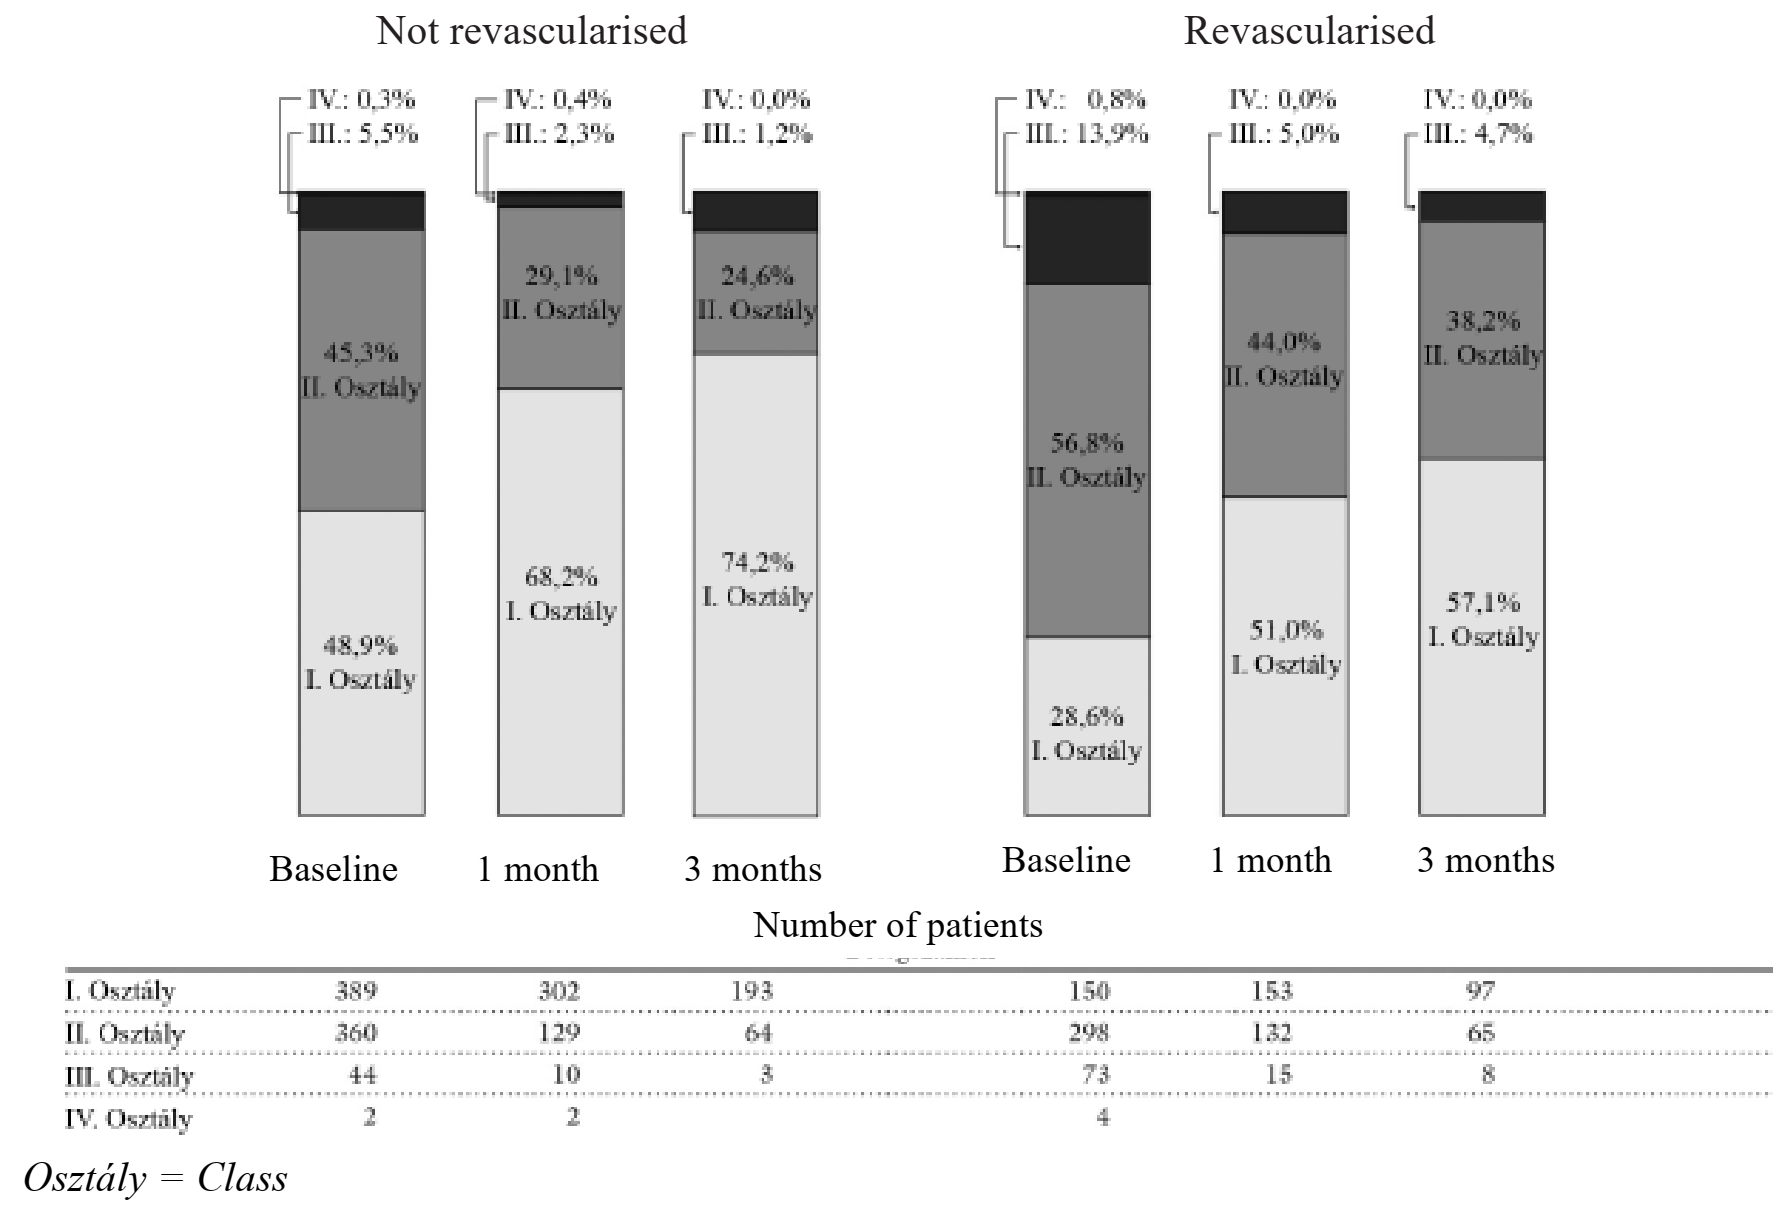 Not revascularised
Revascularised
IV.: 0,3%
III.: 5,5%
IV.: 0,4%
III.: 2,3%
IV.: 0,0%
III.: 1,2%
IV.: 0,8%
III.: 13,9%
IV.: 0,0%
III.: 5,0%
IV.: 0,0%
III.: 4,7%
45,3%
II. Osztály
48,9%
I. Osztály
29,1%
II. Osztály
68,2%
I. Osztály
24,6%
II. Osztály
74,2%
I. Osztály
56,8%
II. Osztály
28,6%
I. Osztály
44,0%
II. Osztály
51,0%
I. Osztály
38,2%
II. Osztály
57,1%
I. Osztály
Baseline 1 month 3 months Baseline 1 month 3 months
Number of patients
I. Osztály 389 302 193 150 153 97
II. Osztály 360 129 64 298 132 65
III. Osztály 44 10 3 73 15 8
IV. Osztály 2 2 4
Osztály = Class